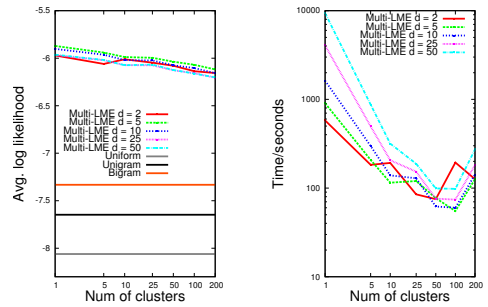 -5.5
-6
-6.5
-7
-7.5
-8
Avg. log likelihood
Multi-LME d = 2
Multi-LME d = 5
Multi-LME d = 10
Multi-LME d = 25
Multi-LME d = 50
Uniform
Unigram
Bigram
1 5 10 25 50 100 200
Num of clusters
10000
1000
100
10
Time/seconds
Multi-LME d = 2
Multi-LME d = 5
Multi-LME d = 10
Multi-LME d = 25
Multi-LME d = 50
1 5 10 20 50 100 200
Num of clusters